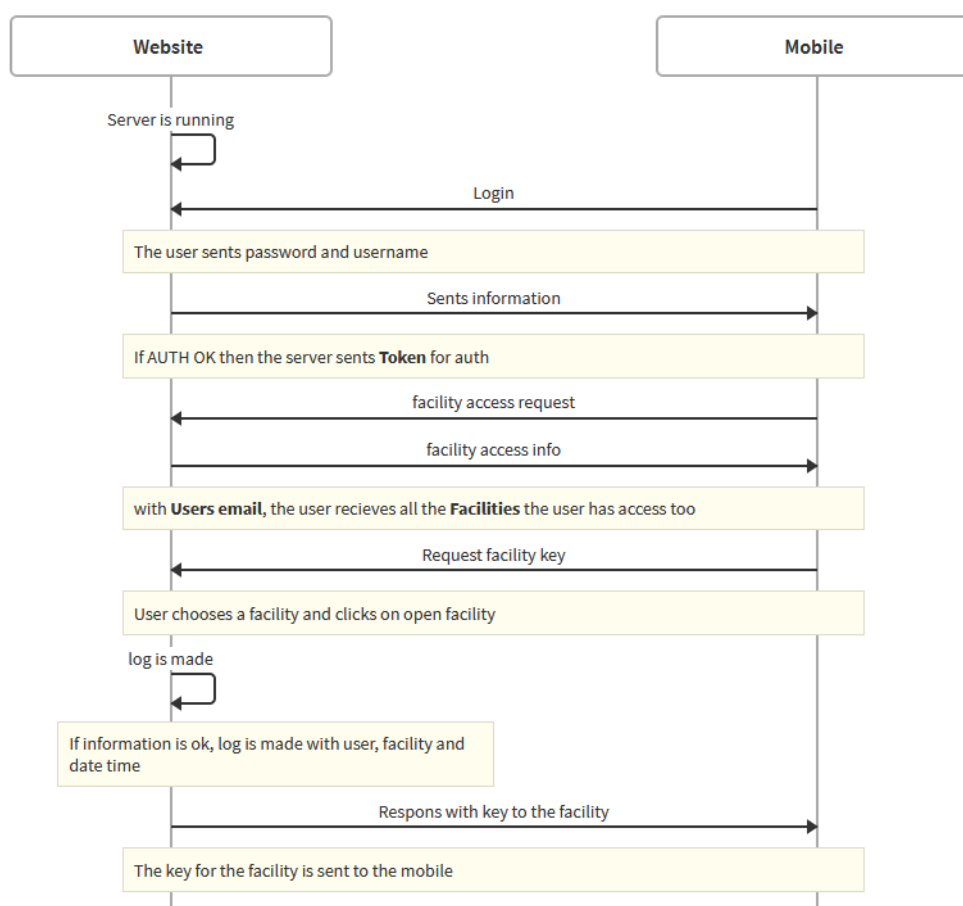 Website
Mobile
Server is running
Login
The user sents password and username
Sents information
If AUTH OK then the server sents Token for auth
facility access request
facility access info
with Users email, the user recieves all the Facilities the user has access too
Request facility key
User chooses a facility and clicks on open facility
log is made
If information is ok, log is made with user, facility and
date time
Respons with key to the facility
The key for the facility is sent to the mobile